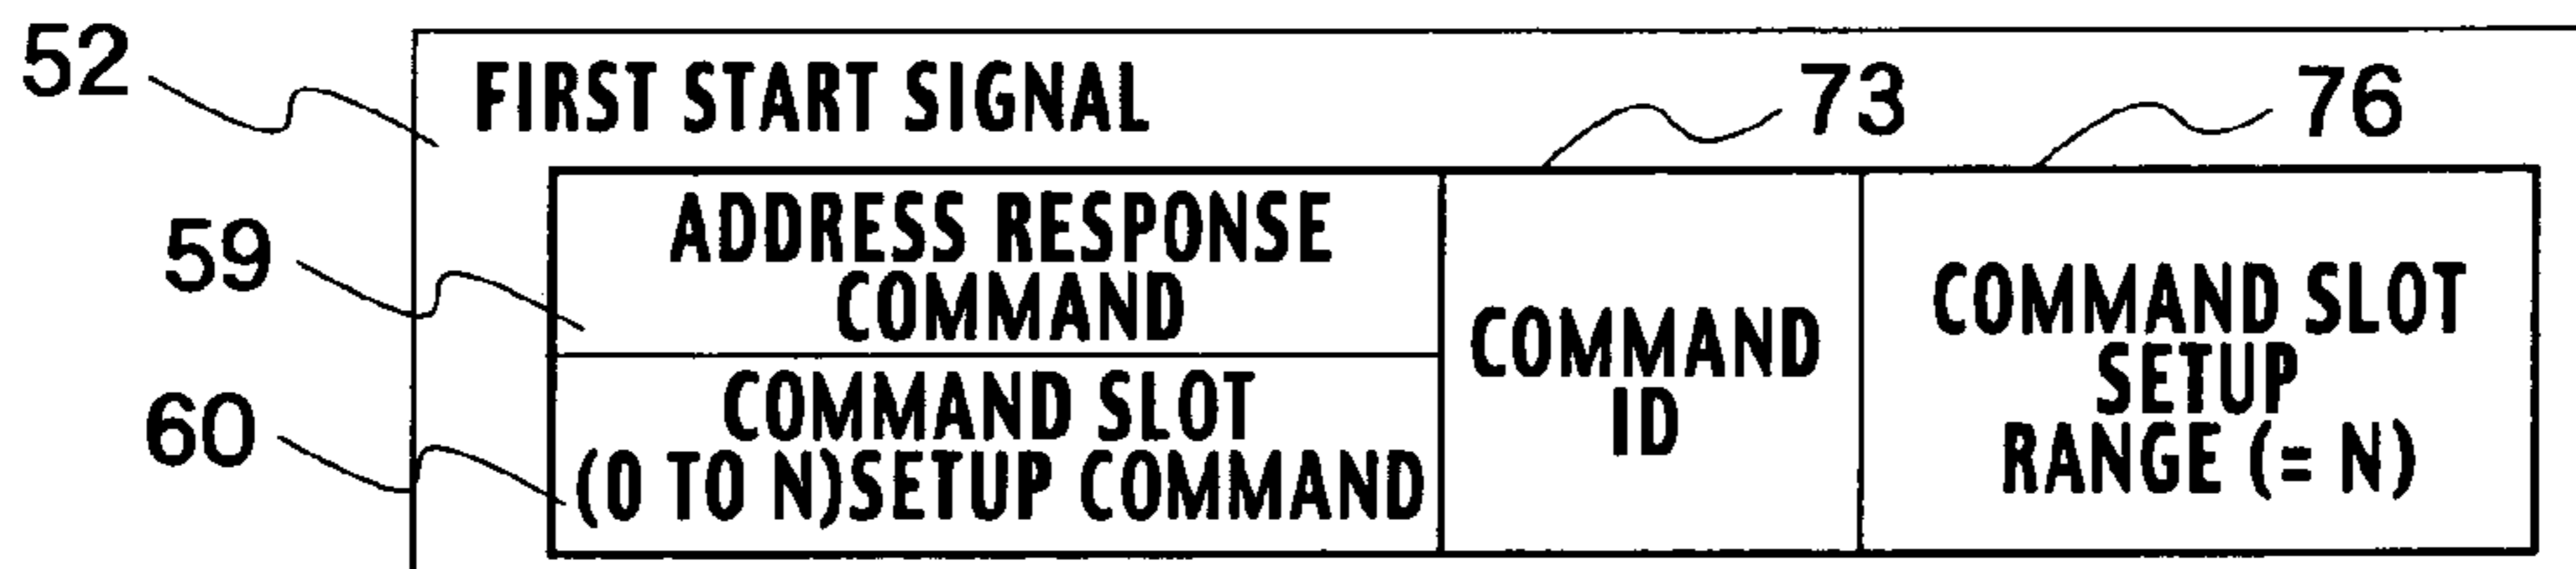 52
FIRST START SIGNAL
73
76
59
ADDRESS RESPONSE
COMMAND
60
COMMAND SLOT
(0 TO N)SETUP COMMAND
COMMAND
ID
COMMAND SLOT
SETUP
RANGE (= N)